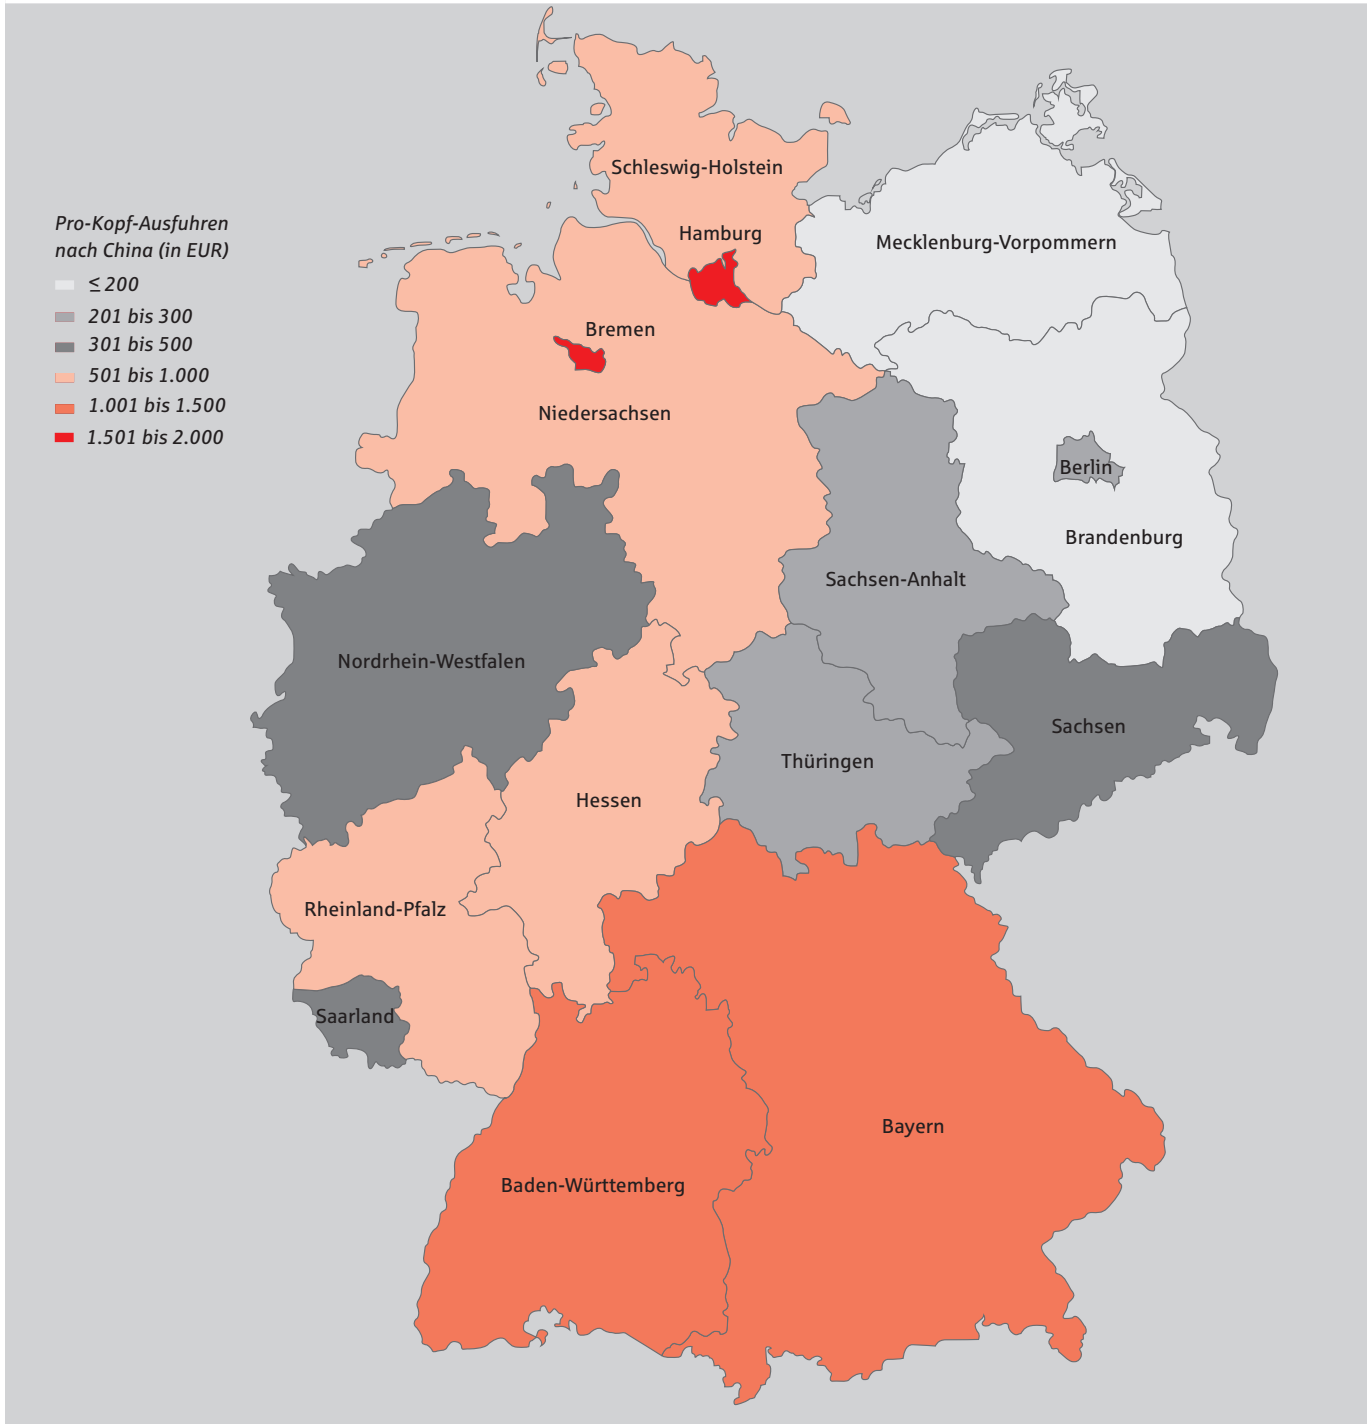 Schleswig-Holstein
Pro-Kopf-Ausfuhren
nach China (in EUR)
≤ 200
201 bis 300
301 bis 500
501 bis 1.000
1.001 bis 1.500
1.501 bis 2.000
Hamburg
Mecklenburg-Vorpommern
Bremen
Niedersachsen
Berlin
Brandenburg
Sachsen-Anhalt
Nordrhein-Westfalen
Sachsen
Thüringen
Hessen
Rheinland-Pfalz
Saarland
Bayern
Baden-Württemberg